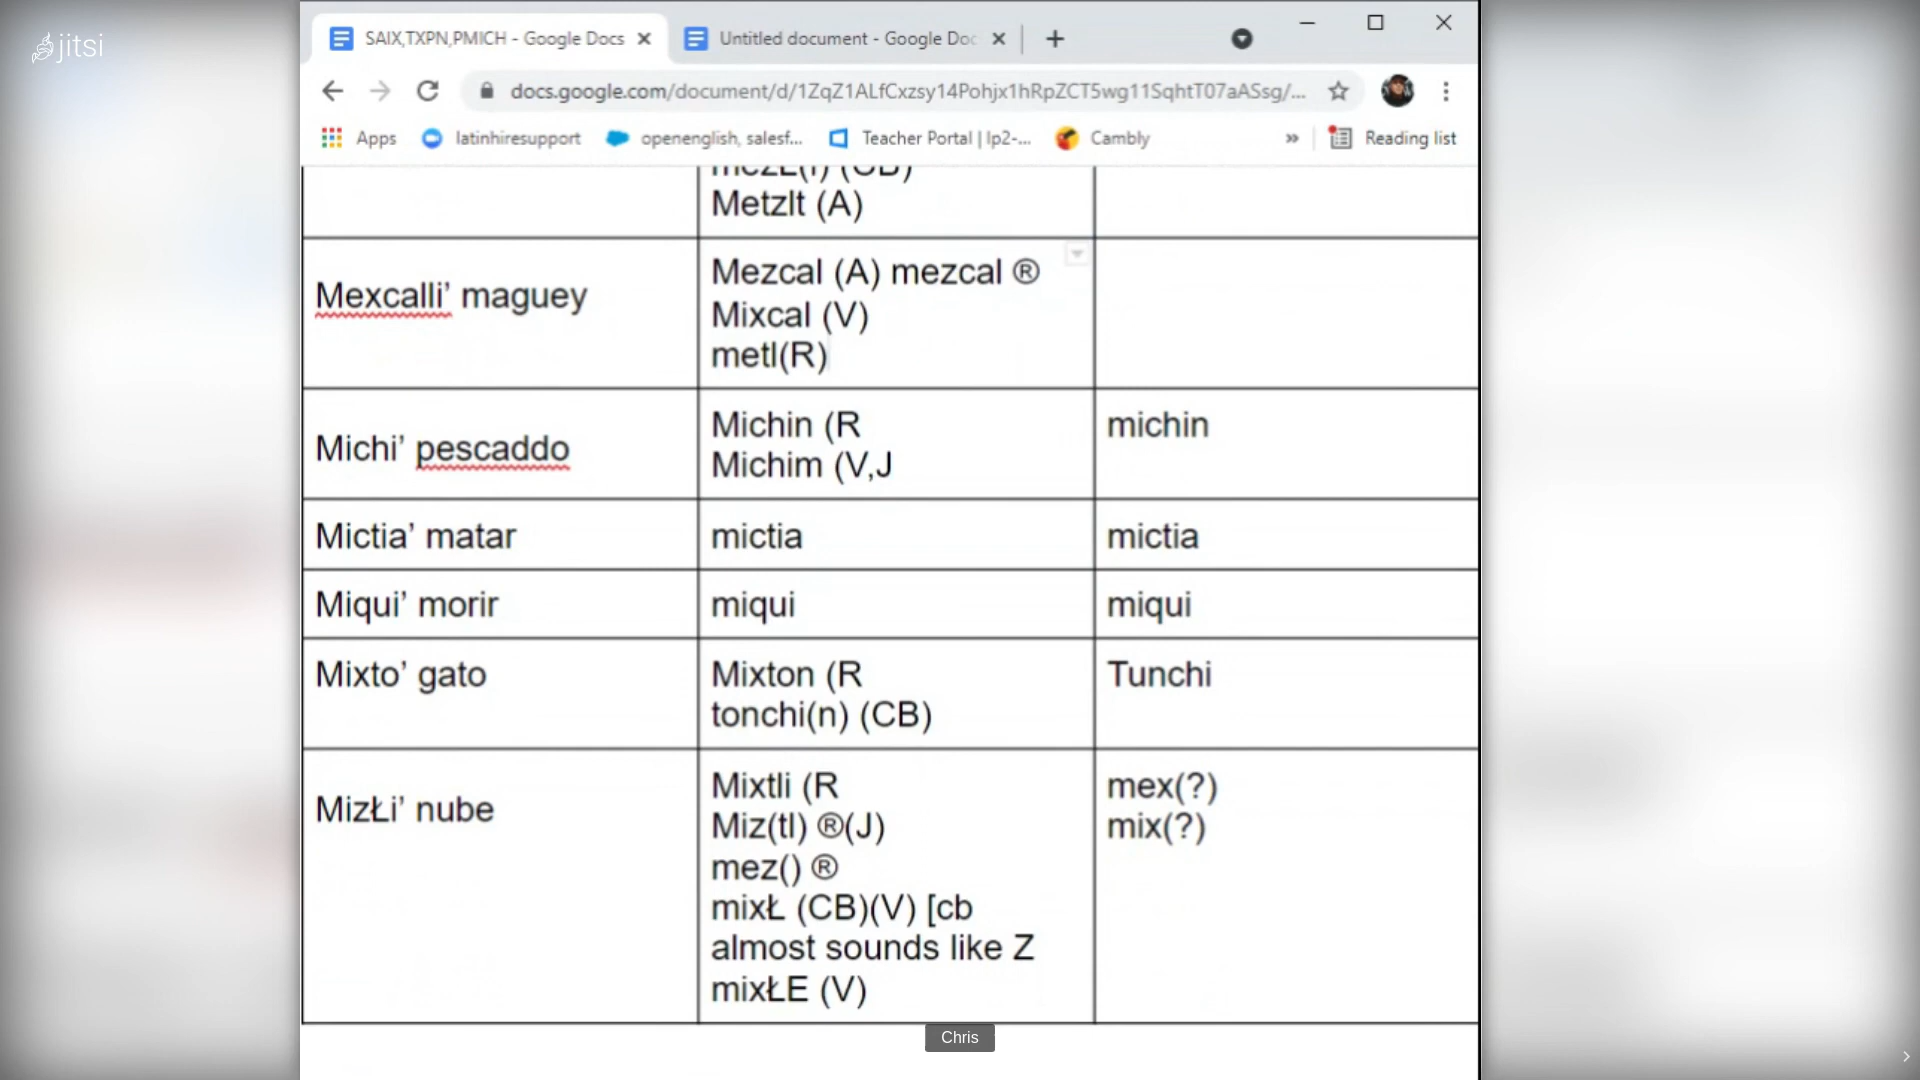 jitsi
SAIX,TXPN,PMICH - Google Docs
Untitled document - Google Doc
docs.google.com/document/d/1ZqZ1ALfCxzsy14Pohjx1hRpZCT5wg11SqhtT07aASsg/...
Apps latinhiresupport openenglish, salesf... Teacher Portal | lp2-... Cambly » Reading list
Metzlt (A)
Mexcalli’ maguey
Mezcal (A) mezcal ®
Mixcal (V)
metl(R)
Michi’ pescaddo
Michin (R
Michim (V,J
michin
Mictia’ matar
mictia
mictia
Miqui’ morir
miqui
miqui
Mixto’ gato
Mixton (R
tonchi(n) (CB)
Tunchi
MizŁi’ nube
Mixtli (R
Miz(tl) ®(J)
mez() ®
mixŁ (CB)(V) [cb
almost sounds like Z
mixŁE (V)
mex(?)
mix(?)
Chris